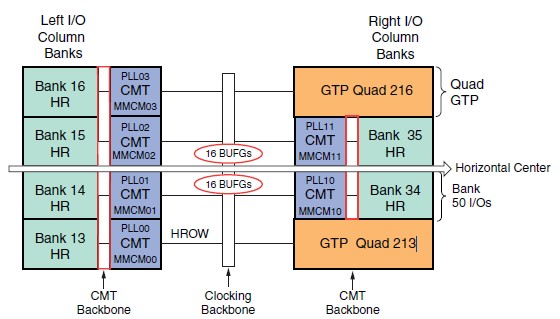 Left I/O
Column
Banks
Right I/O
Column
Banks
Bank 16
HR
PLL03
CMT
MMCM03
GTP Quad 216
Quad
GTP
Bank 15
HR
PLL02
CMT
MMCM02
16 BUFGs
PLL11
CMT
MMCM11
Bank 35
HR
Horizontal Center
Bank 14
HR
PLL01
CMT
MMCM01
16 BUFGs
PLL10
CMT
MMCM10
Bank 34
HR
Bank
50 I/Os
Bank 13
HR
PLL00
CMT
MMCM00
HROW
GTP Quad 213
CMT
Backbone
Clocking
Backbone
CMT
Backbone